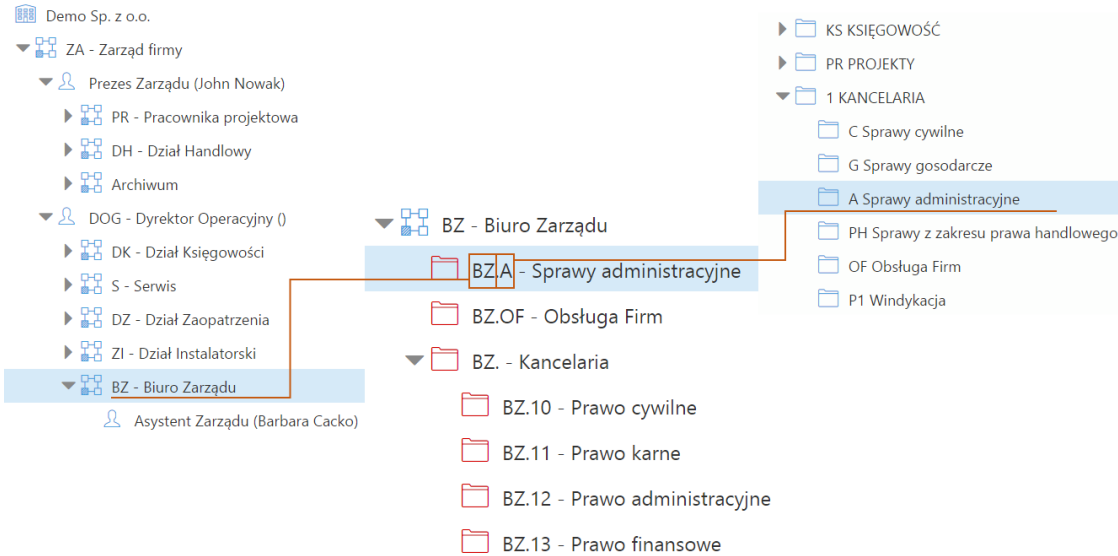 Demo Sp. z o.o.
ZA - Zarząd firmy
Prezes Zarządu (John Nowak)
PR - Pracownika projektowa
DH - Dział Handlowy
Archiwum
DOG - Dyrektor Operacyjny ()
DK - Dział Księgowości
S - Serwis
DZ - Dział Zaopatrzenia
ZI - Dział Instalatorski
BZ - Biuro Zarządu
Asystent Zarządu (Barbara Cacko)
BZ - Biuro Zarządu
BZ.A - Sprawy administracyjne
BZ.OF - Obsługa Firm
BZ. - Kancelaria
BZ.10 - Prawo cywilne
BZ.11 - Prawo karne
BZ.12 - Prawo administracyjne
BZ.13 - Prawo finansowe
KS KSIĘGOWOŚĆ
PR PROJEKTY
1 KANCELARIA
C Sprawy cywilne
G Sprawy gosodarcze
A Sprawy administracyjne
PH Sprawy z zakresu prawa handlowego
OF Obsługa Firm
P1 Windykacja